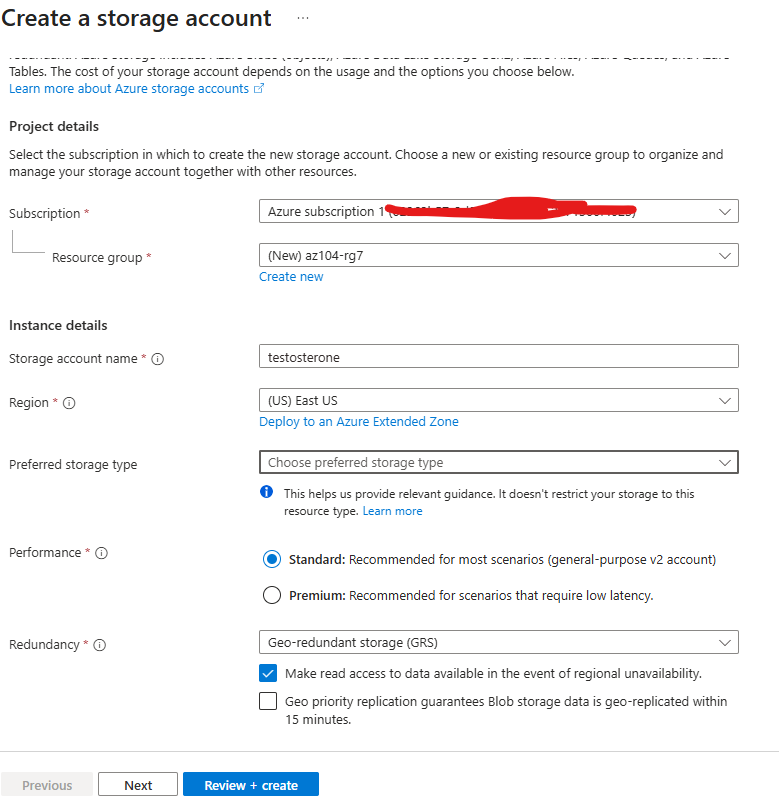 Create a storage account ...
Tables. The cost of your storage account depends on the usage and the options you choose below.
Learn more about Azure storage accounts
Project details
Select the subscription in which to create the new storage account. Choose a new or existing resource group to organize and
manage your storage account together with other resources.
Subscription *
Azure subscription 1
Resource group *
(New) az104-rg7
Create new
Instance details
Storage account name *
testosterone
Region *
(US) East US
Deploy to an Azure Extended Zone
Preferred storage type
Choose preferred storage type
This helps us provide relevant guidance. It doesn't restrict your storage to this
resource type. Learn more
Performance *
Standard: Recommended for most scenarios (general-purpose v2 account)
Premium: Recommended for scenarios that require low latency.
Redundancy *
Geo-redundant storage (GRS)
Make read access to data available in the event of regional unavailability.
Geo priority replication guarantees Blob storage data is geo-replicated within
15 minutes.
Previous
Next
Review + create